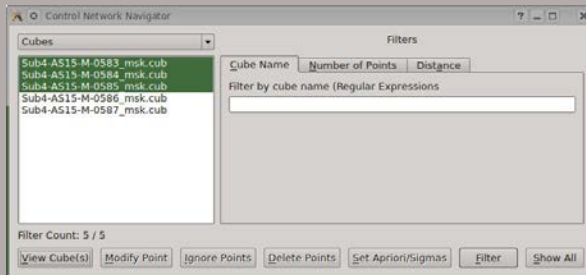 Control Network Navigator
Cubes
Filters
Sub4-AS15-M-0583_msk.cub
Sub4-AS15-M-0584_msk.cub
Sub4-AS15-M-0585_msk.cub
Sub4-AS15-M-0586_msk.cub
Sub4-AS15-M-0587_msk.cub
Cube Name Number of Points Distance
Filter by cube name (Regular Expressions
Filter Count: 5 / 5
View Cube(s) Modify Point Ignore Points Delete Points Set Apriori/Sigmas Filter Show All